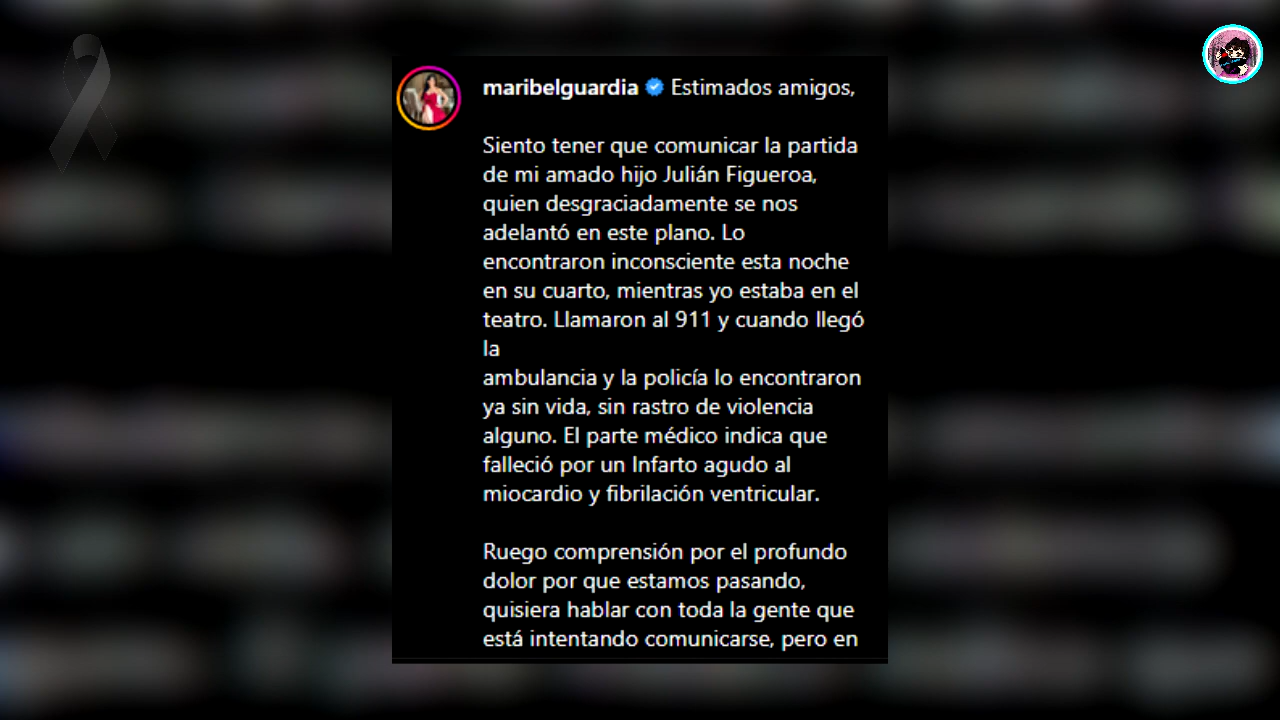 maribelguardia Estimados amigos,
Siento tener que comunicar la partida
de mi amado hijo Julián Figueroa,
quien desgraciadamente se nos
adelantó en este plano. Lo
encontraron inconsciente esta noche
en su cuarto, mientras yo estaba en el
teatro. Llamaron al 911 y cuando llegó
la
ambulancia y la policía lo encontraron
ya sin vida, sin rastro de violencia
alguno. El parte médico indica que
falleció por un Infarto agudo al
miocardio y fibrilación ventricular.
Ruego comprensión por el profundo
dolor por que estamos pasando,
quisiera hablar con toda la gente que
está intentando comunicarse, pero en